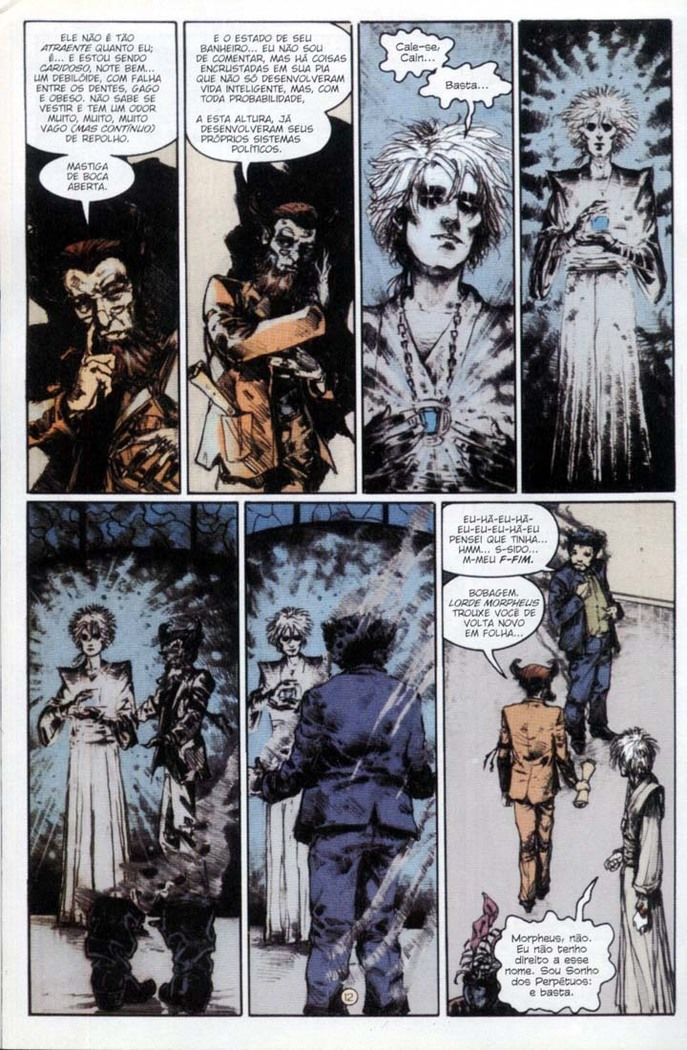 ELE NÃO É TÃO
ATRAENTE QUANTO EU;
É... E ESTOU SENDO
CARIDOSO, NOTE BEM...
UM DEBILÓIDE, COM FALHA
ENTRE OS DENTES, GAGO
E OBESO. NÃO SABE SE
VESTIR E TEM UM ODOR
MUITO, MUITO, MUITO
VAGO (MAS CONTÍNUO)
DE REPOLHO.
MASTIGA
DE BOCA
ABERTA.
E O ESTADO DE SEU
BANHEIRO... EU NÃO SOU
DE COMENTAR, MAS HÁ COISAS
ENCRUSTADAS EM SUA PIA
QUE NÃO SÓ DESENVOLVERAM
VIDA INTELIGENTE, MAS, COM
TODA PROBABILIDADE,
A ESTA ALTURA, JÁ
DESENVOLVERAM SEUS
PRÓPRIOS SISTEMAS
POLÍTICOS.
Cale-se,
Cain...
Basta...
EU-HÃ-EU-HÃ-
EU-EU-EU-HÃ-EU
PENSEI QUE TINHA...
HMM... S-SIDO...
M-MEU F-FIM.
BOBAGEM.
LORDE MORPHEUS
TROUXE VOCÊ DE
VOLTA NOVO
EM FOLHA...
Morpheus, não.
Eu não tenho
direito a esse
nome. Sou Sonho
dos Perpétuos:
e basta.
12